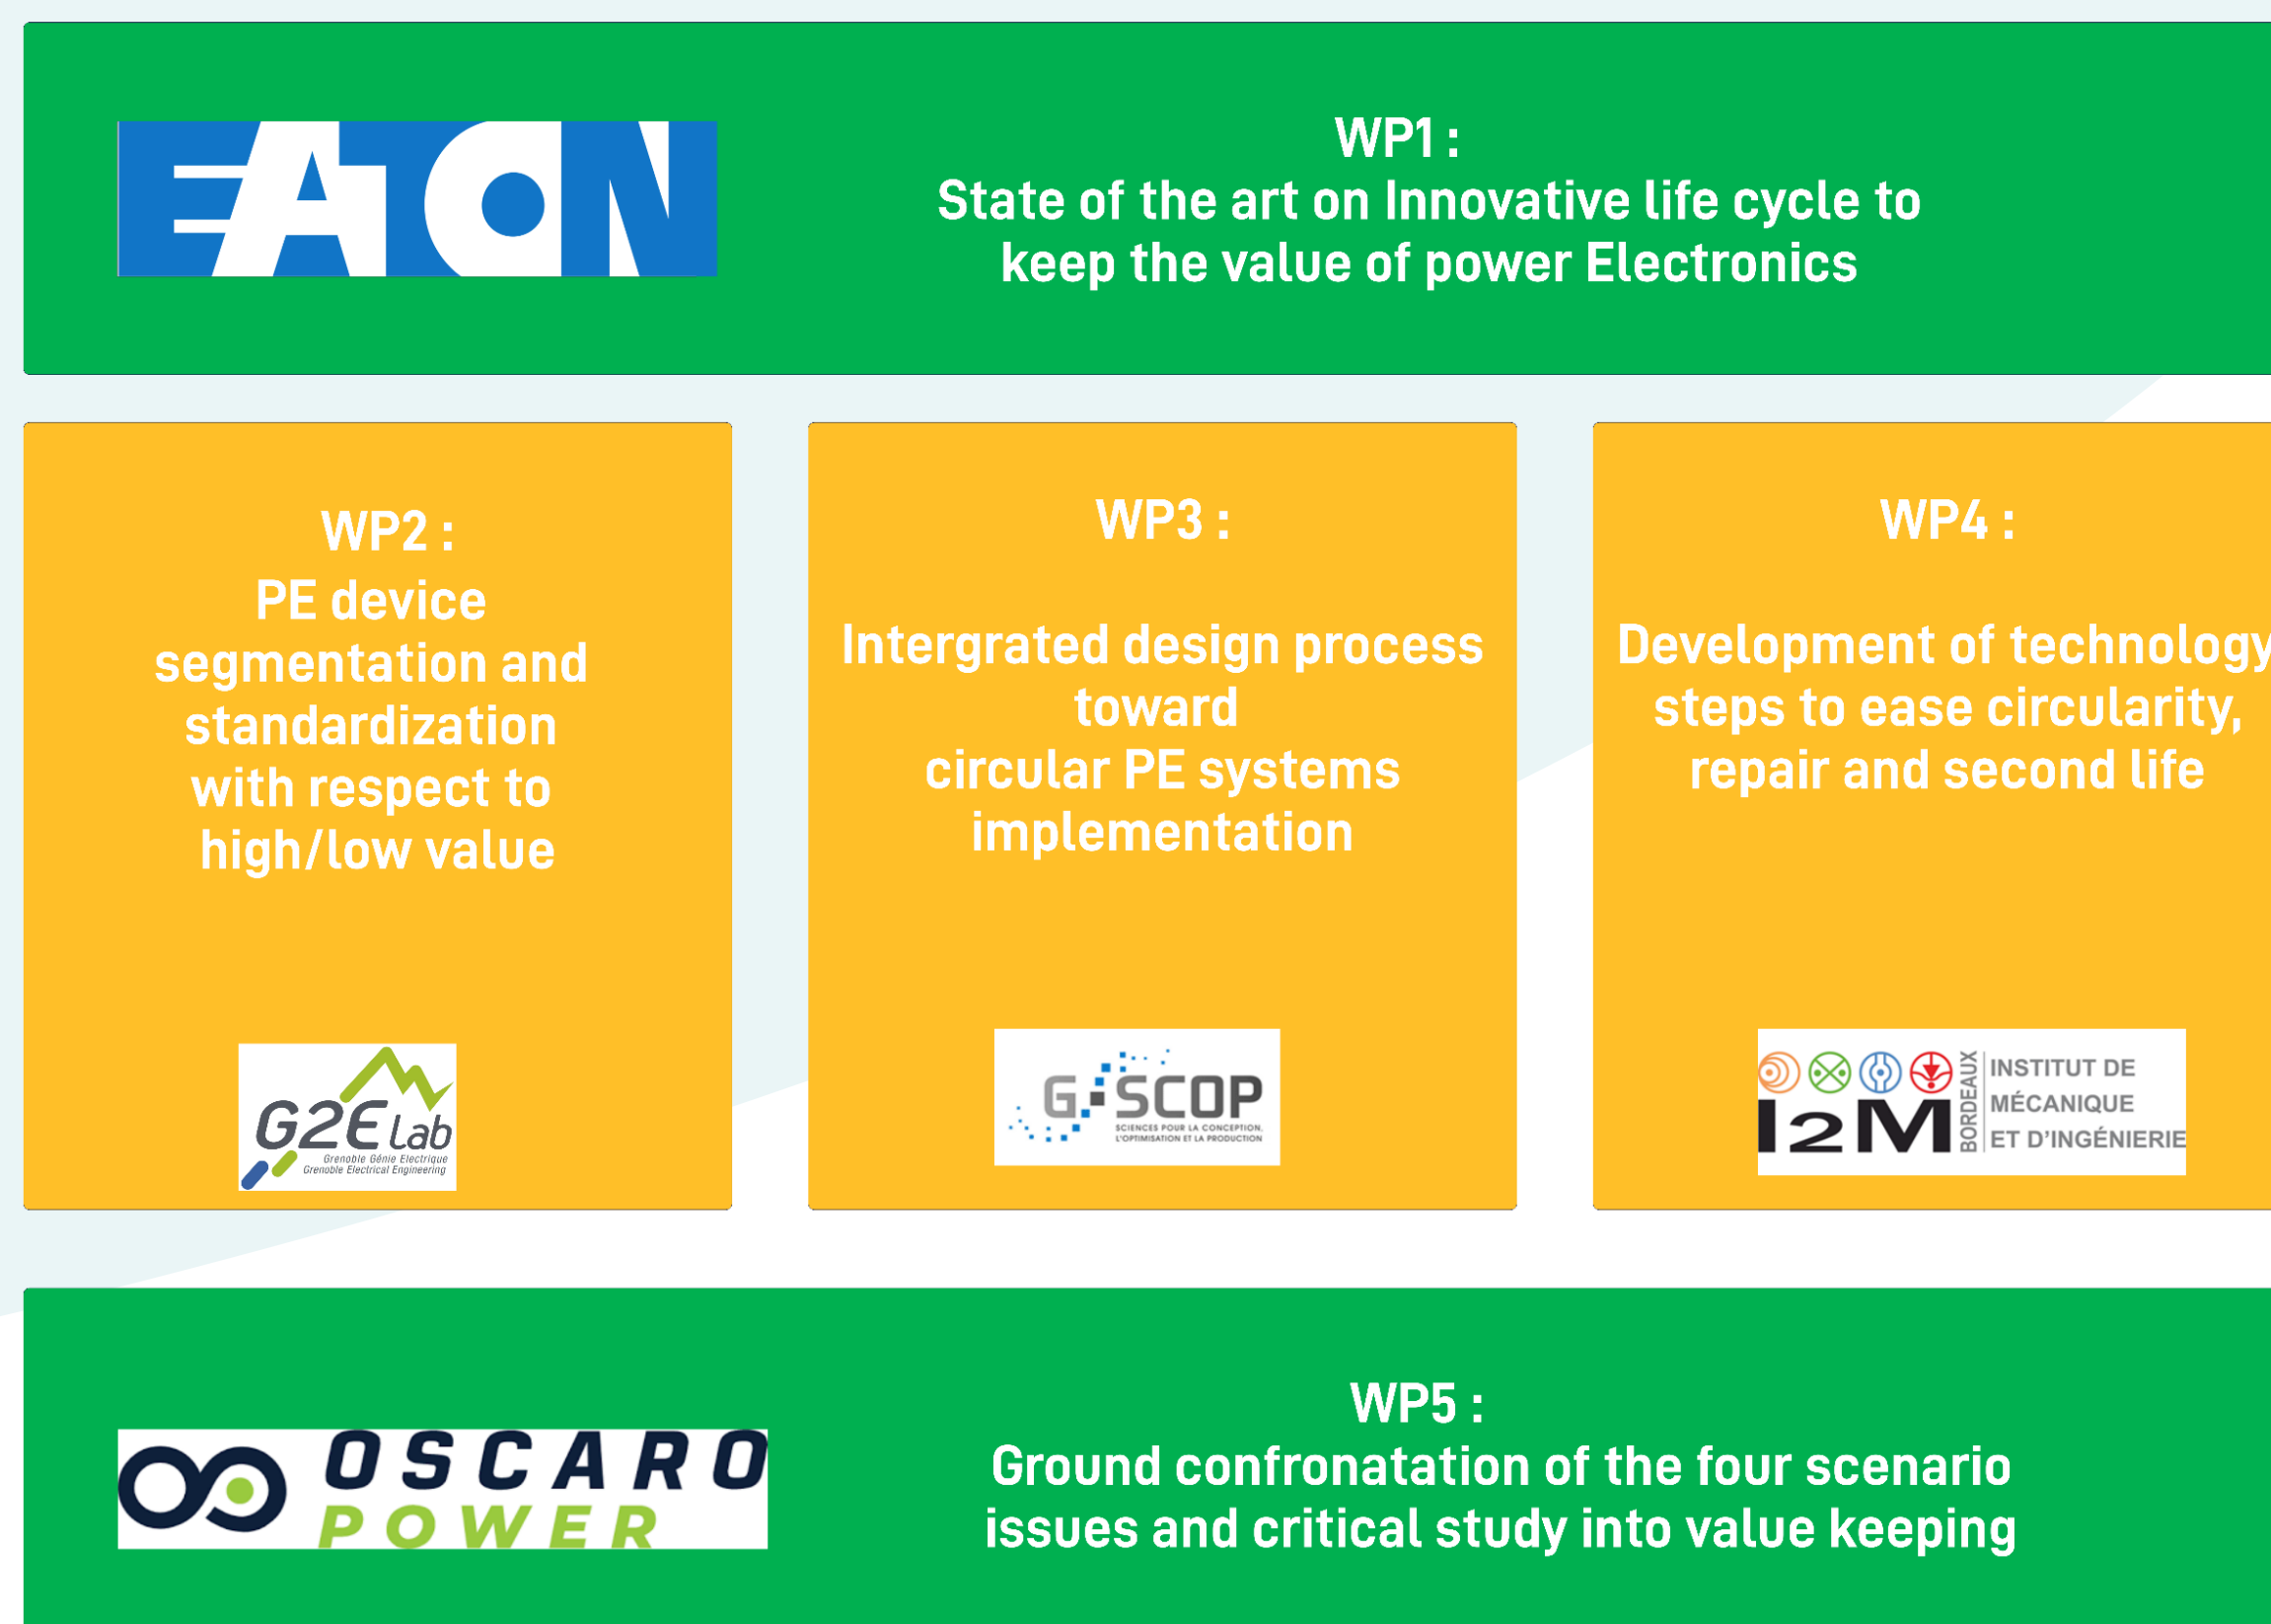 EATON
WP1 :
State of the art on Innovative life cycle to
keep the value of power Electronics
WP2 :
PE device
segmentation and
standardization
with respect to
high/low value
G2ELab
Grenoble Génie Electrique
Grenoble Electrical Engineering
WP3 :
Intergrated design process
toward
circular PE systems
implementation
G SCOP
SCIENCES POUR LA CONCEPTION,
L'OPTIMISATION ET LA PRODUCTION
WP4 :
Development of technology
steps to ease circularity,
repair and second life
I2M
BORDEAUX
INSTITUT DE
MÉCANIQUE
ET D'INGÉNIERIE
OSCARO
POWER
WP5 :
Ground confronatation of the four scenario
issues and critical study into value keeping